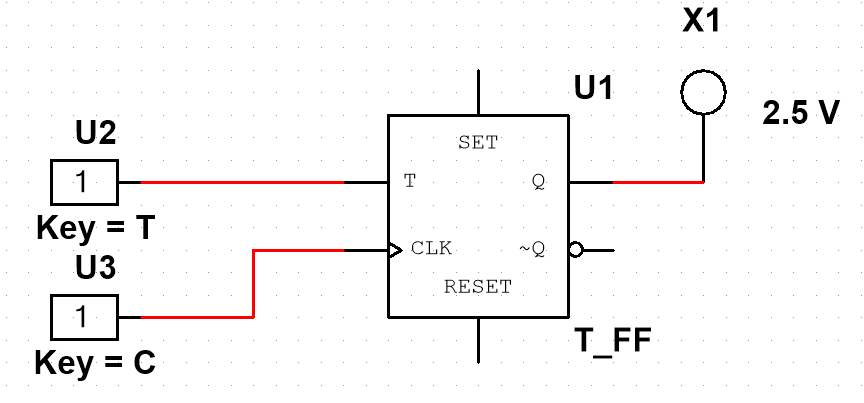 X1
U1
2.5 V
U2
SET
1
T
Q
Key = T
U3
CLK
~Q
RESET
1
T_FF
Key = C